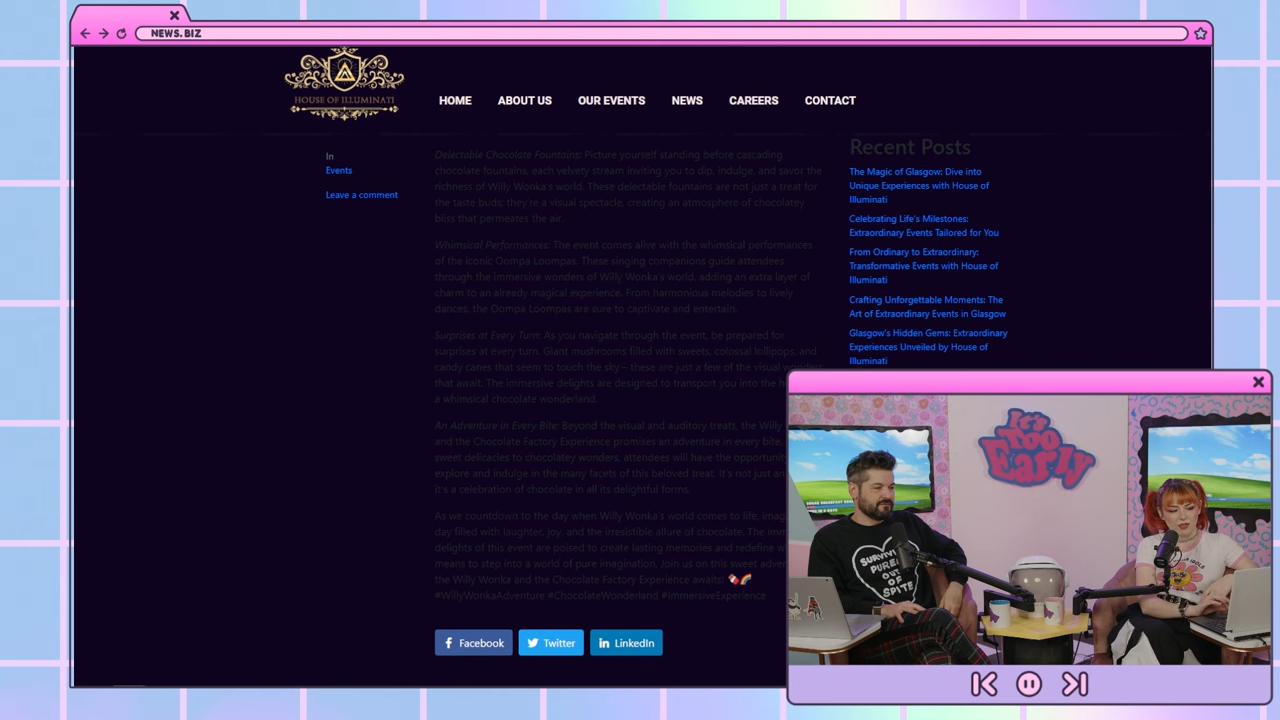 NEWS.BIZ
HOUSE OF ILLUMINATI
HOME
ABOUT US
OUR EVENTS
NEWS
CAREERS
CONTACT
In
Events
Leave a comment
Delectable Chocolate Fountains: Picture yourself standing before cascading
chocolate fountains, each velvety stream inviting you to dip, indulge, and savor the
richness of Willy Wonka's world. These delectable fountains are not just a treat for
the taste buds; they're a visual spectacle, creating an atmosphere of chocolatey
bliss that permeates the air.
Whimsical Performances: The event comes alive with the whimsical performances
of the iconic Oompa Loompas. These singing companions guide attendees
through the immersive wonders of Willy Wonka's world, adding an extra layer of
charm to an already magical experience. From harmonious melodies to lively
dances, the Oompa Loompas are sure to captivate and entertain.
Surprises at Every Turn: As you navigate through the event, be prepared for
surprises at every turn. Giant mushrooms filled with sweets, colossal lollipops, and
candy canes that seem to touch the sky – these are just a few of the visual wonders
that await. The immersive delights are designed to transport you into the
a whimsical chocolate wonderland.
An Adventure in Every Bite: Beyond the visual and auditory treats, the Willy
and the Chocolate Factory Experience promises an adventure in every bite.
sweet delicacies to chocolatey wonders, attendees will have the
explore and indulge in the many facets of this beloved treat. It's not just an
it's a celebration of chocolate in all its delightful forms.
As we countdown to the day when Willy Wonka's world comes to life,
day filled with laughter, joy, and the irresistible allure of chocolate. The
delights of this event are poised to create lasting memories and redefine
means to step into a world of pure imagination. Join us on this sweet
the Willy Wonka and the Chocolate Factory Experience awaits! 🍫🌈
#WillyWonkaAdventure #ChocolateWonderland #ImmersiveExperience
Facebook
Twitter
LinkedIn
Recent Posts
The Magic of Glasgow: Dive into
Unique Experiences with House of
Illuminati
Celebrating Life's Milestones:
Extraordinary Events Tailored for You
From Ordinary to Extraordinary:
Transformative Events with House of
Illuminati
Crafting Unforgettable Moments: The
Art of Extraordinary Events in Glasgow
Glasgow's Hidden Gems: Extraordinary
Experiences Unveiled by House of
Illuminati
It's
Too
Early
SURVIVING
PURELY
OUT
OF
SPITE